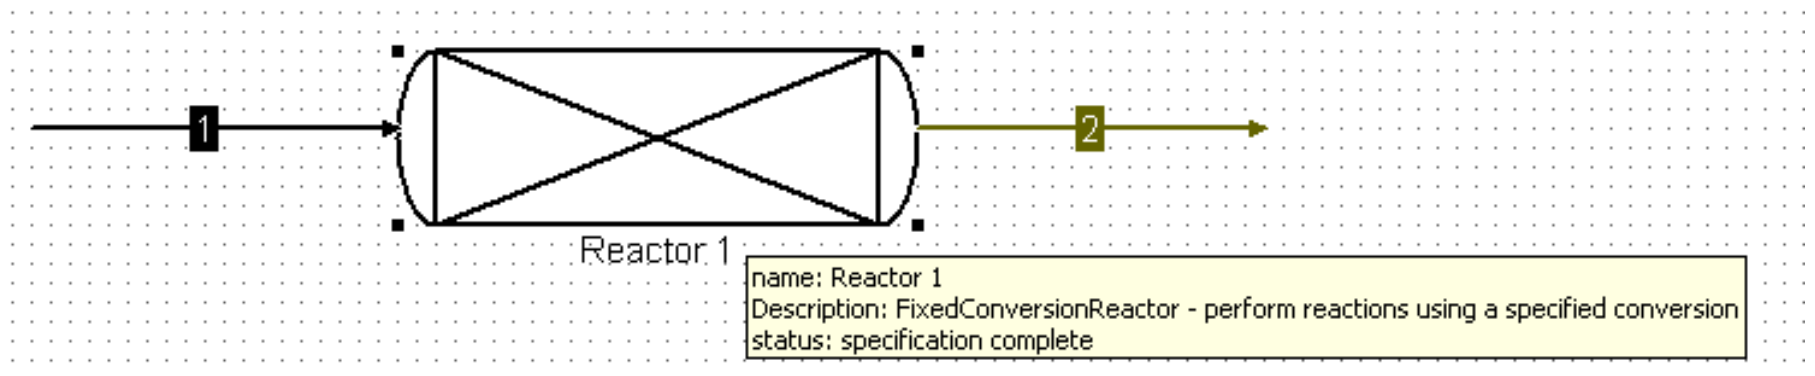 1
2
Reactor 1
name: Reactor 1
Description: FixedConversionReactor - perform reactions using a specified conversion
status: specification complete